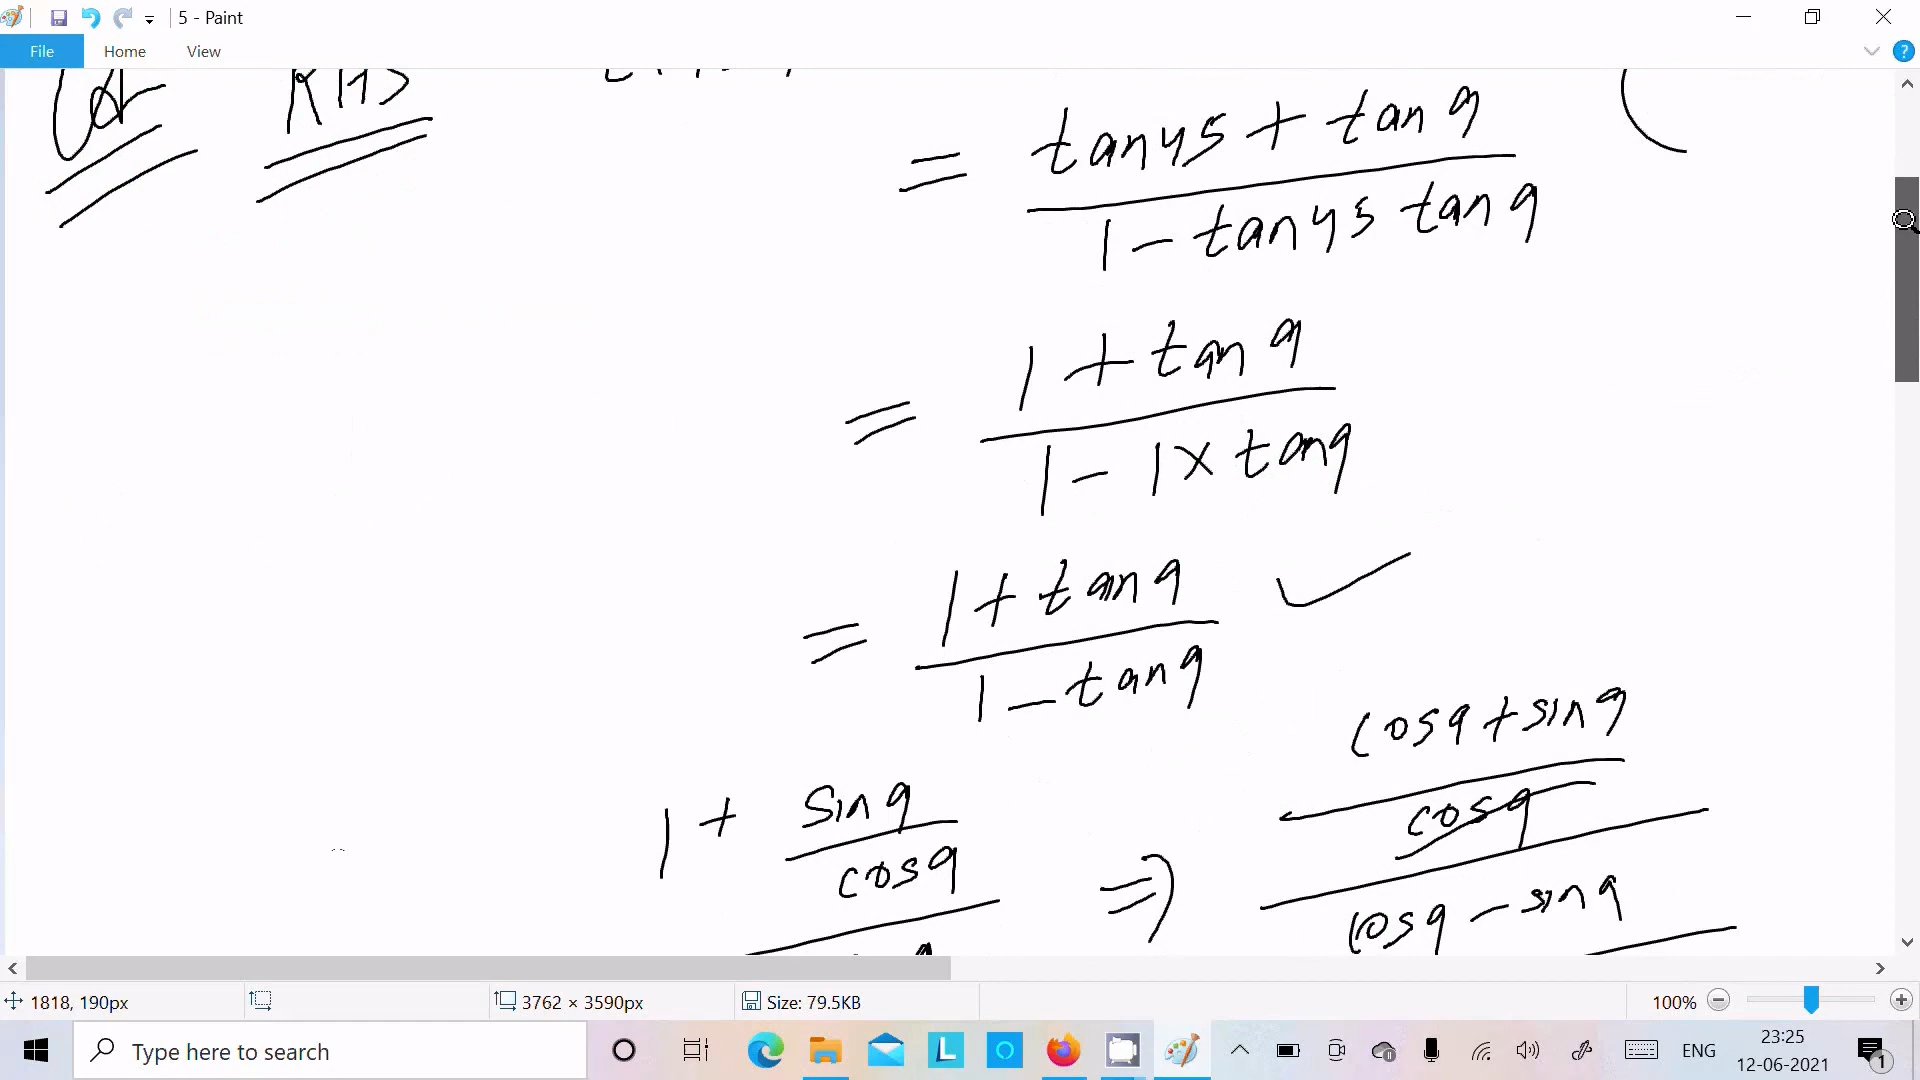 5 - Paint
File Home View
RHS
= tan45 + tan9
1 - tan45 tan9
= 1 + tan9
1 - 1 x tan9
= 1 + tan9
1 - tan9
1 + sin9
cos9
=> cos9 + sin9
cos9
cos9 - sin9
1818, 190px 3762 × 3590px Size: 79.5KB 100%
Type here to search
ENG
23:25
12-06-2021
1